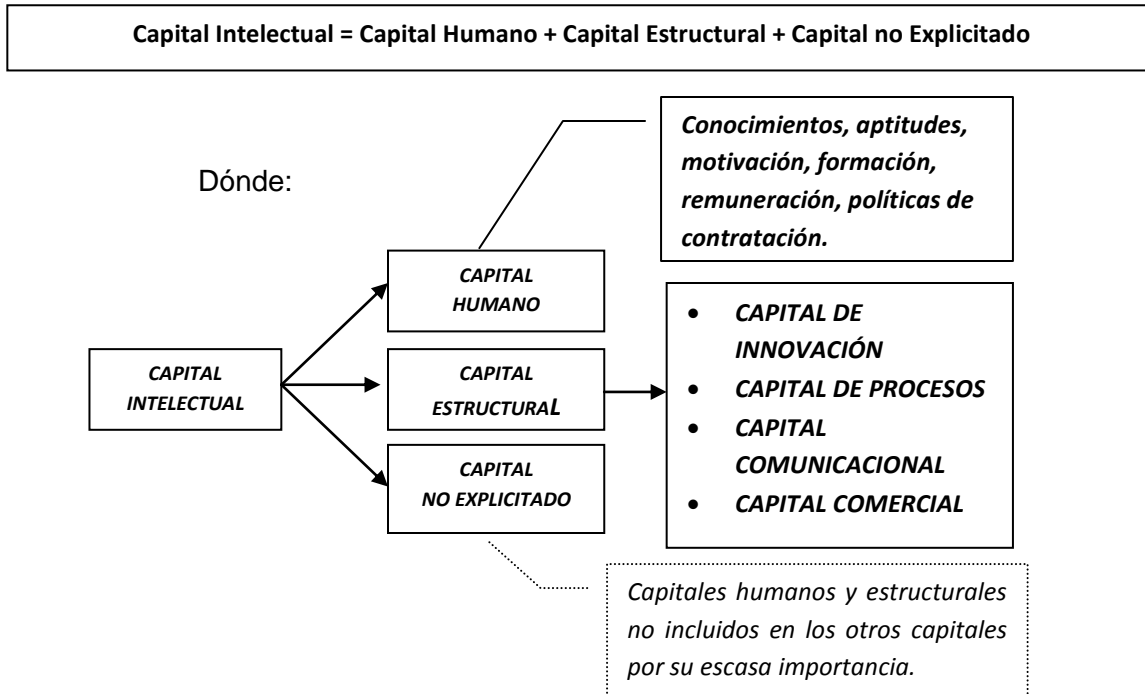 Capital Intelectual = Capital Humano + Capital Estructural + Capital no Explicitado
Conocimientos, aptitudes,
motivación, formación,
remuneración, políticas de
contratación.
Dónde:
CAPITAL
HUMANO
CAPITAL
INTELECTUAL
CAPITAL
ESTRUCTURAL
CAPITAL
NO EXPLICITADO
• CAPITAL DE
INNOVACIÓN
• CAPITAL DE PROCESOS
• CAPITAL
COMUNICACIONAL
• CAPITAL COMERCIAL
Capitales humanos y estructurales
no incluidos en los otros capitales
por su escasa importancia.